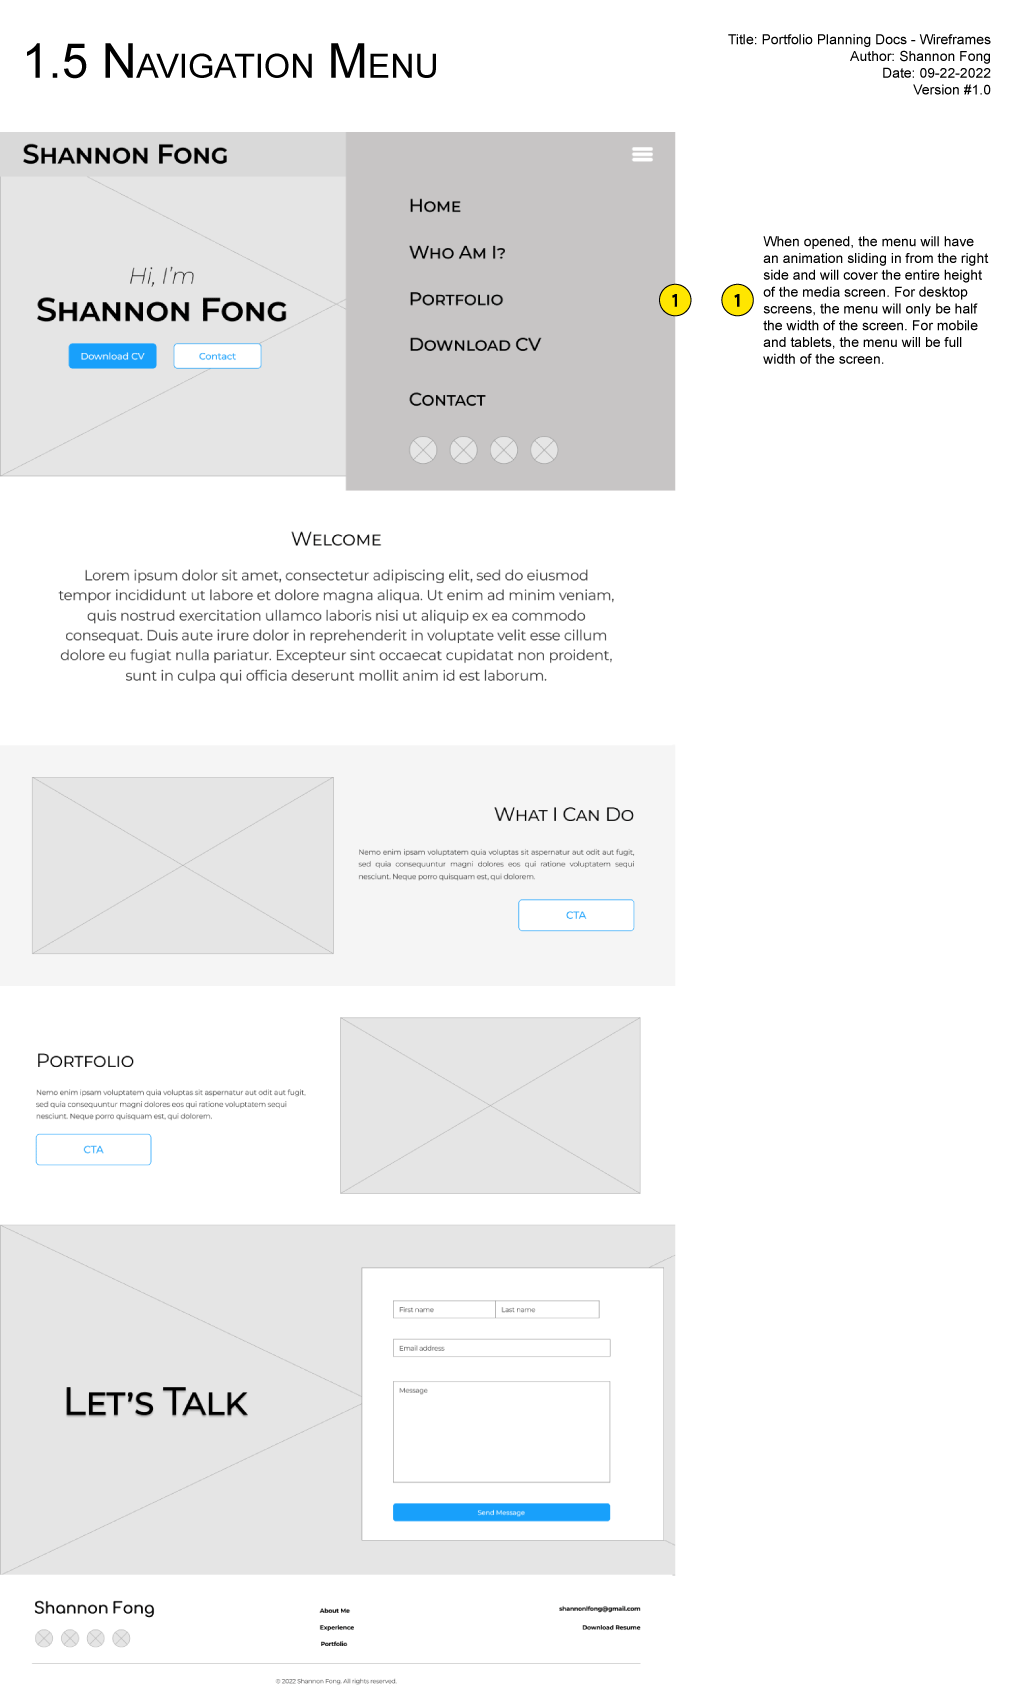 1.5 Navigation Menu
Title: Portfolio Planning Docs - Wireframes
Author: Shannon Fong
Date: 09-22-2022
Version #1.0
Shannon Fong
Hi, I'm
Shannon Fong
Download CV
Contact
Home
Who Am I?
Portfolio
Download CV
Contact
1
1
When opened, the menu will have
an animation sliding in from the right
side and will cover the entire height
of the media screen. For desktop
screens, the menu will only be half
the width of the screen. For mobile
and tablets, the menu will be full
width of the screen.
Welcome
Lorem ipsum dolor sit amet, consectetur adipiscing elit, sed do eiusmod
tempor incididunt ut labore et dolore magna aliqua. Ut enim ad minim veniam,
quis nostrud exercitation ullamco laboris nisi ut aliquip ex ea commodo
consequat. Duis aute irure dolor in reprehenderit in voluptate velit esse cillum
dolore eu fugiat nulla pariatur. Excepteur sint occaecat cupidatat non proident,
sunt in culpa qui officia deserunt mollit anim id est laborum.
What I Can Do
Nemo enim ipsam voluptatem quia voluptas sit aspernatur aut odit aut fugit,
sed quia consequuntur magni dolores eos qui ratione voluptatem sequi
nesciunt. Neque porro quisquam est, qui dolorem.
CTA
Portfolio
Nemo enim ipsam voluptatem quia voluptas sit aspernatur aut odit aut fugit,
sed quia consequuntur magni dolores eos qui ratione voluptatem sequi
nesciunt. Neque porro quisquam est, qui dolorem.
CTA
Let's Talk
First name
Last name
Email address
Message
Send Message
Shannon Fong
About Me
Experience
Portfolio
shannonlfong@gmail.com
Download Resume
© 2022 Shannon Fong. All rights reserved.